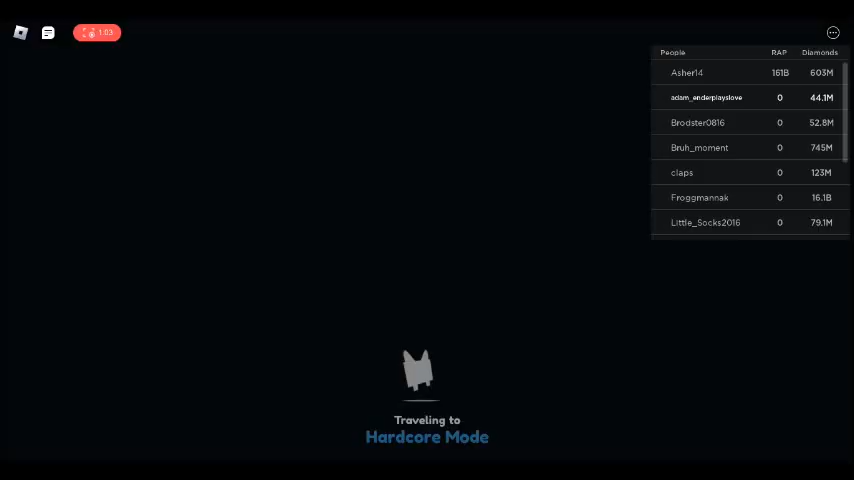 1:03
People RAP Diamonds
Asher14 161B 603M
adam_enderplayslove 0 44.1M
Brodster0816 0 52.8M
Bruh_moment 0 745M
claps 0 123M
Froggmannak 0 16.1B
Little_Socks2016 0 79.1M
Traveling to
Hardcore Mode